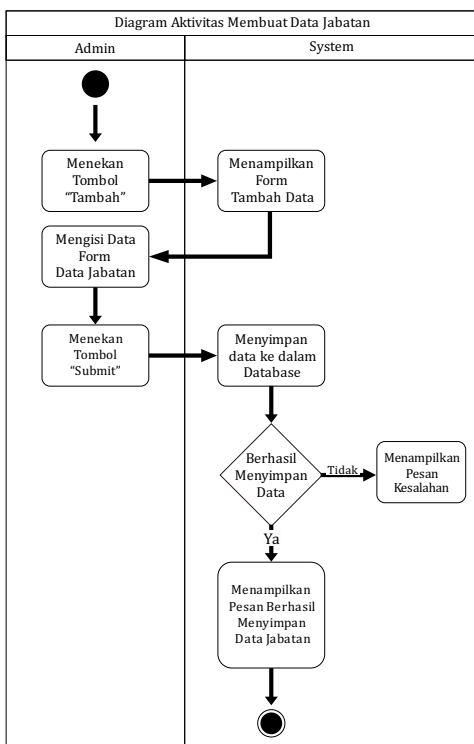 Diagram Aktivitas Membuat Data Jabatan
Admin
System
Menekan
Tombol
“Tambah”
Menampilkan
Form
Tambah Data
Mengisi Data
Form
Data Jabatan
Menekan
Tombol
“Submit”
Menyimpan
data ke dalam
Database
Berhasil
Menyimpan
Data
Tidak
Menampilkan
Pesan
Kesalahan
Ya
Menampilkan
Pesan Berhasil
Menyimpan
Data Jabatan